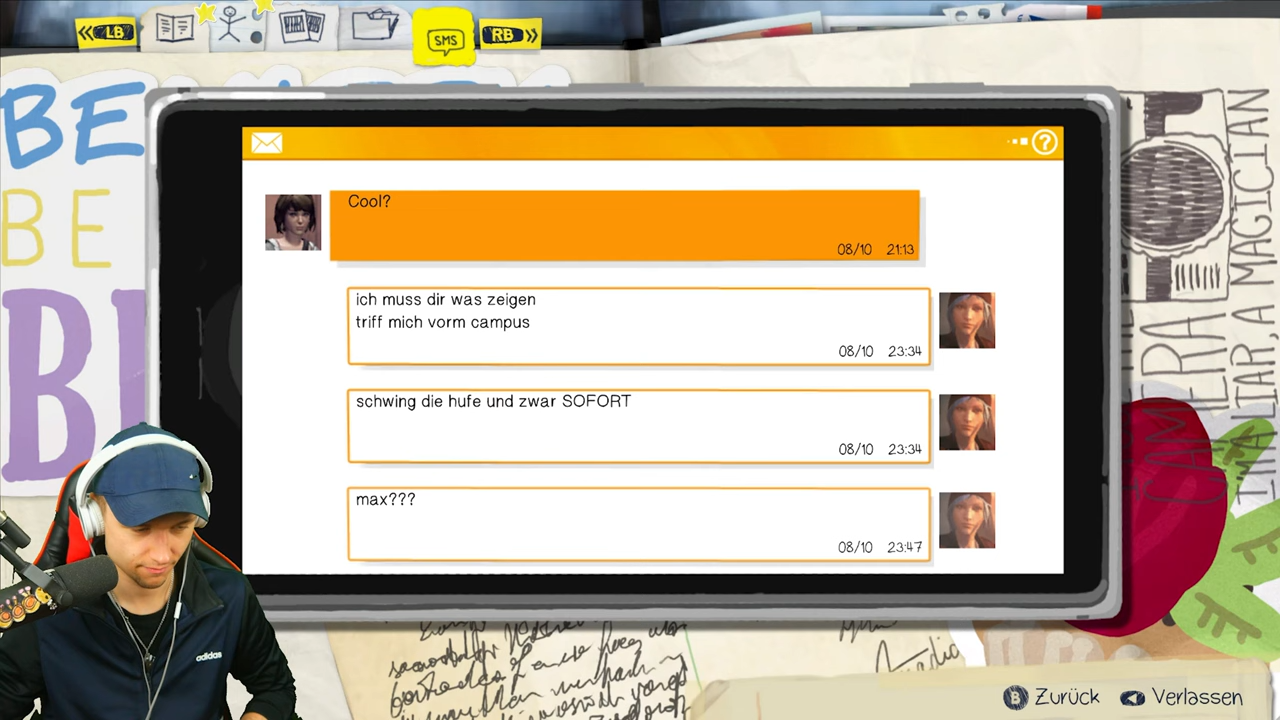 LB
SMS
RB
BE
BE
Cool?
08/10 21:13
ich muss dir was zeigen
triff mich vorm campus
08/10 23:34
schwing die hufe und zwar SOFORT
08/10 23:34
max???
08/10 23:47
CAMERA
LIAR, A MAGICIAN
adidas
B Zurück
Verlassen